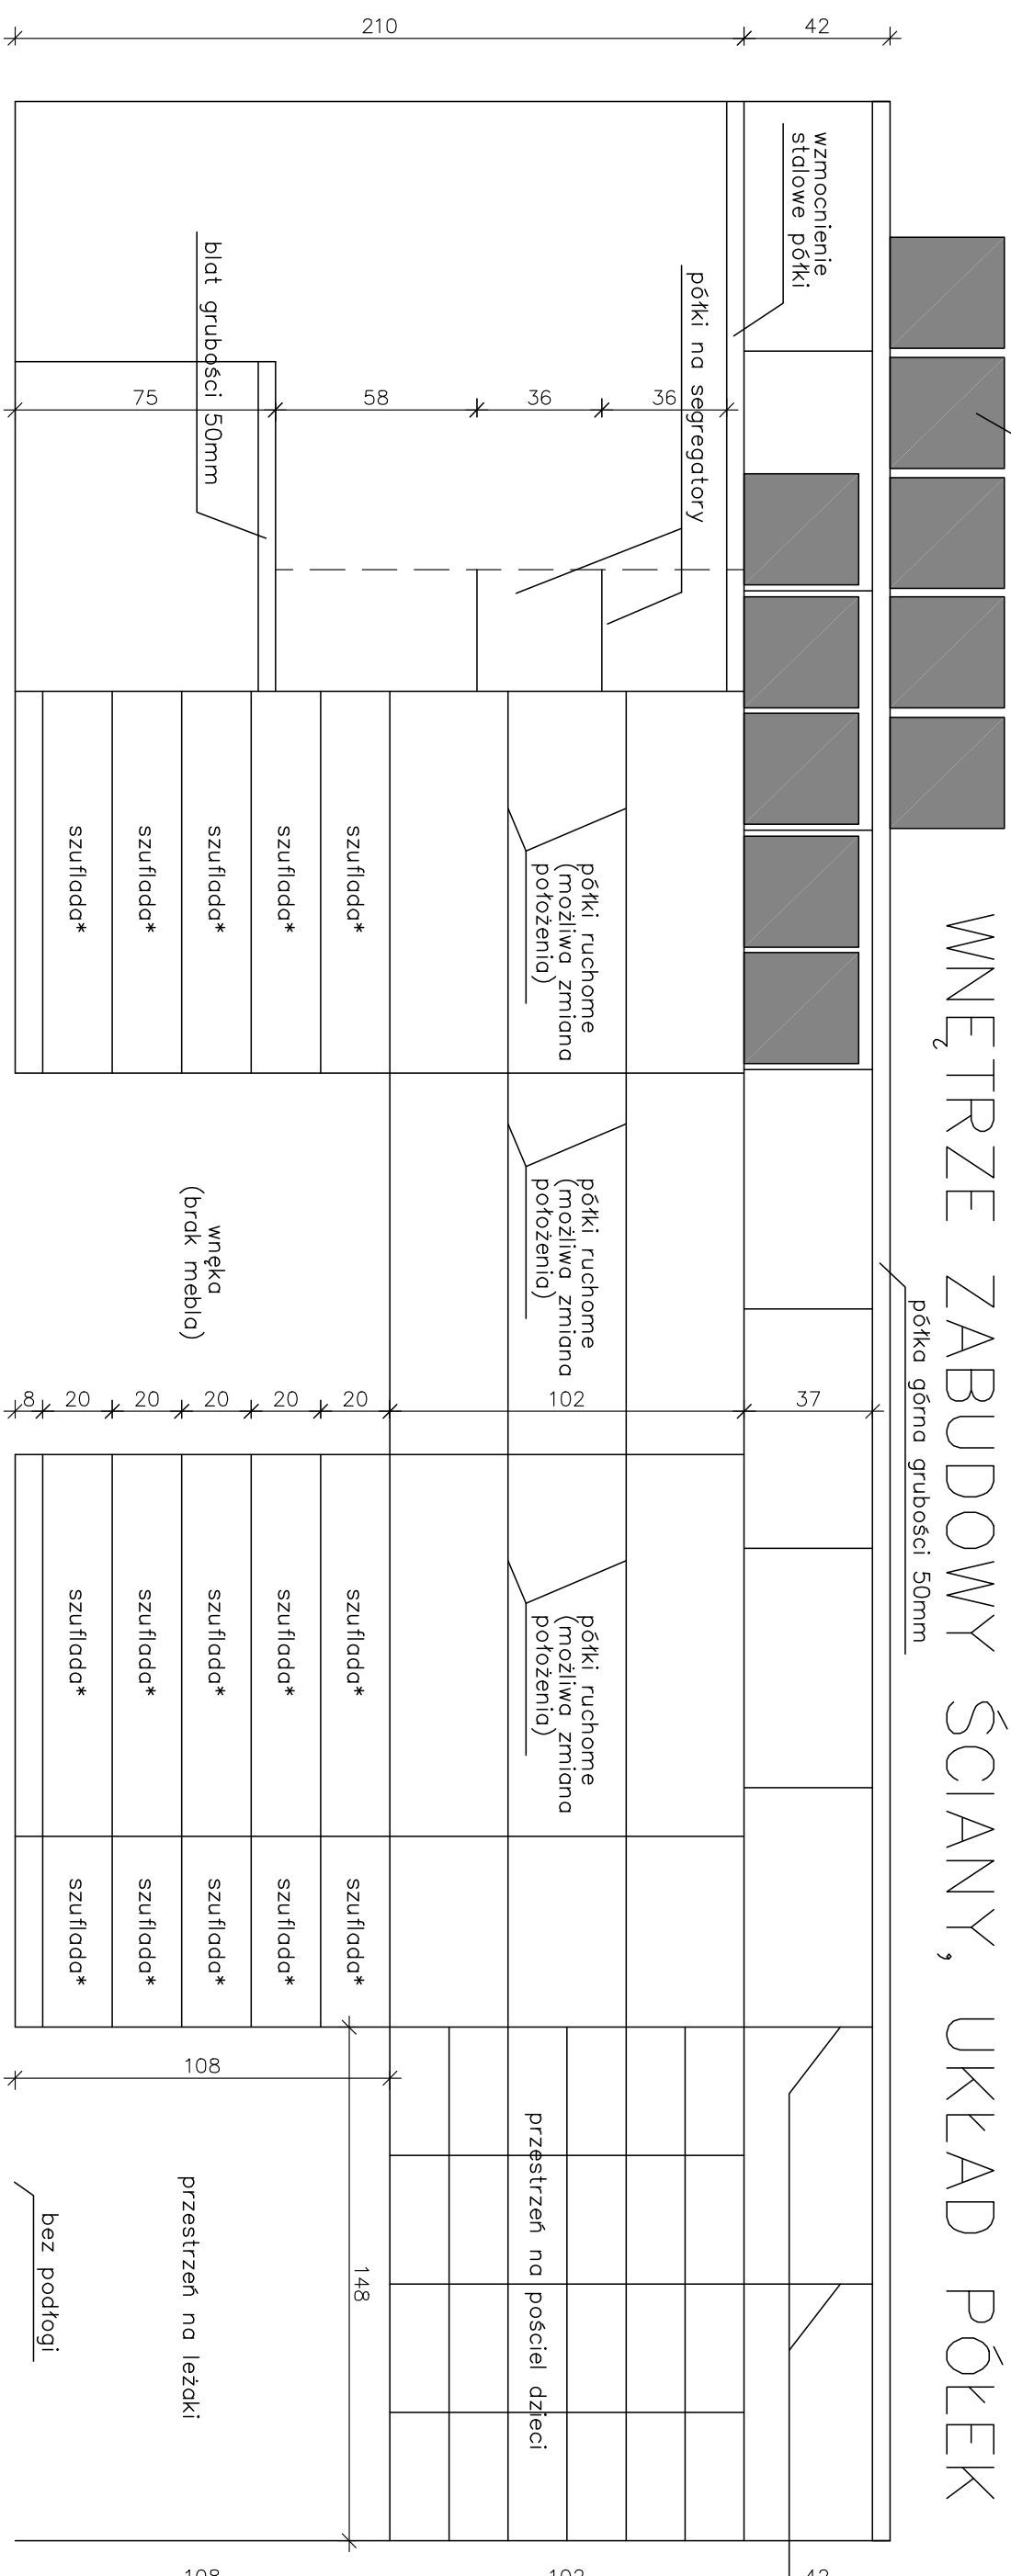 WNĘTRZE ZABUDOWY ŚCIANY, UKŁAD PÓŁEK
półka górna grubości 50mm
42
210
wzmocnienie
stalowe półki
półki na segregatory
36
36
58
75
blat grubości 50mm
półki ruchome
(możliwa zmiana
położenia)
szuflada*
szuflada*
szuflada*
szuflada*
szuflada*
półki ruchome
(możliwa zmiana
położenia)
wnęka
(brak mebla)
37
102
20
20
20
20
20
8
półki ruchome
(możliwa zmiana
położenia)
szuflada*
szuflada*
szuflada*
szuflada*
szuflada*
szuflada*
szuflada*
szuflada*
szuflada*
szuflada*
przestrzeń na pościel dzieci
148
108
przestrzeń na leżaki
bez podłogi
42
102
108